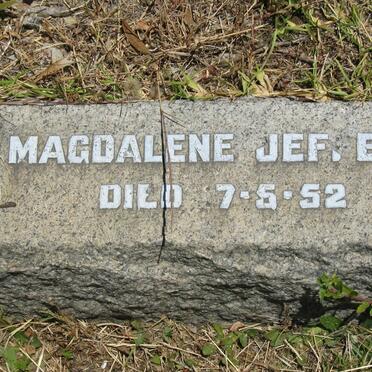 MAGDALENE JEF. E
DIED 7·5·52